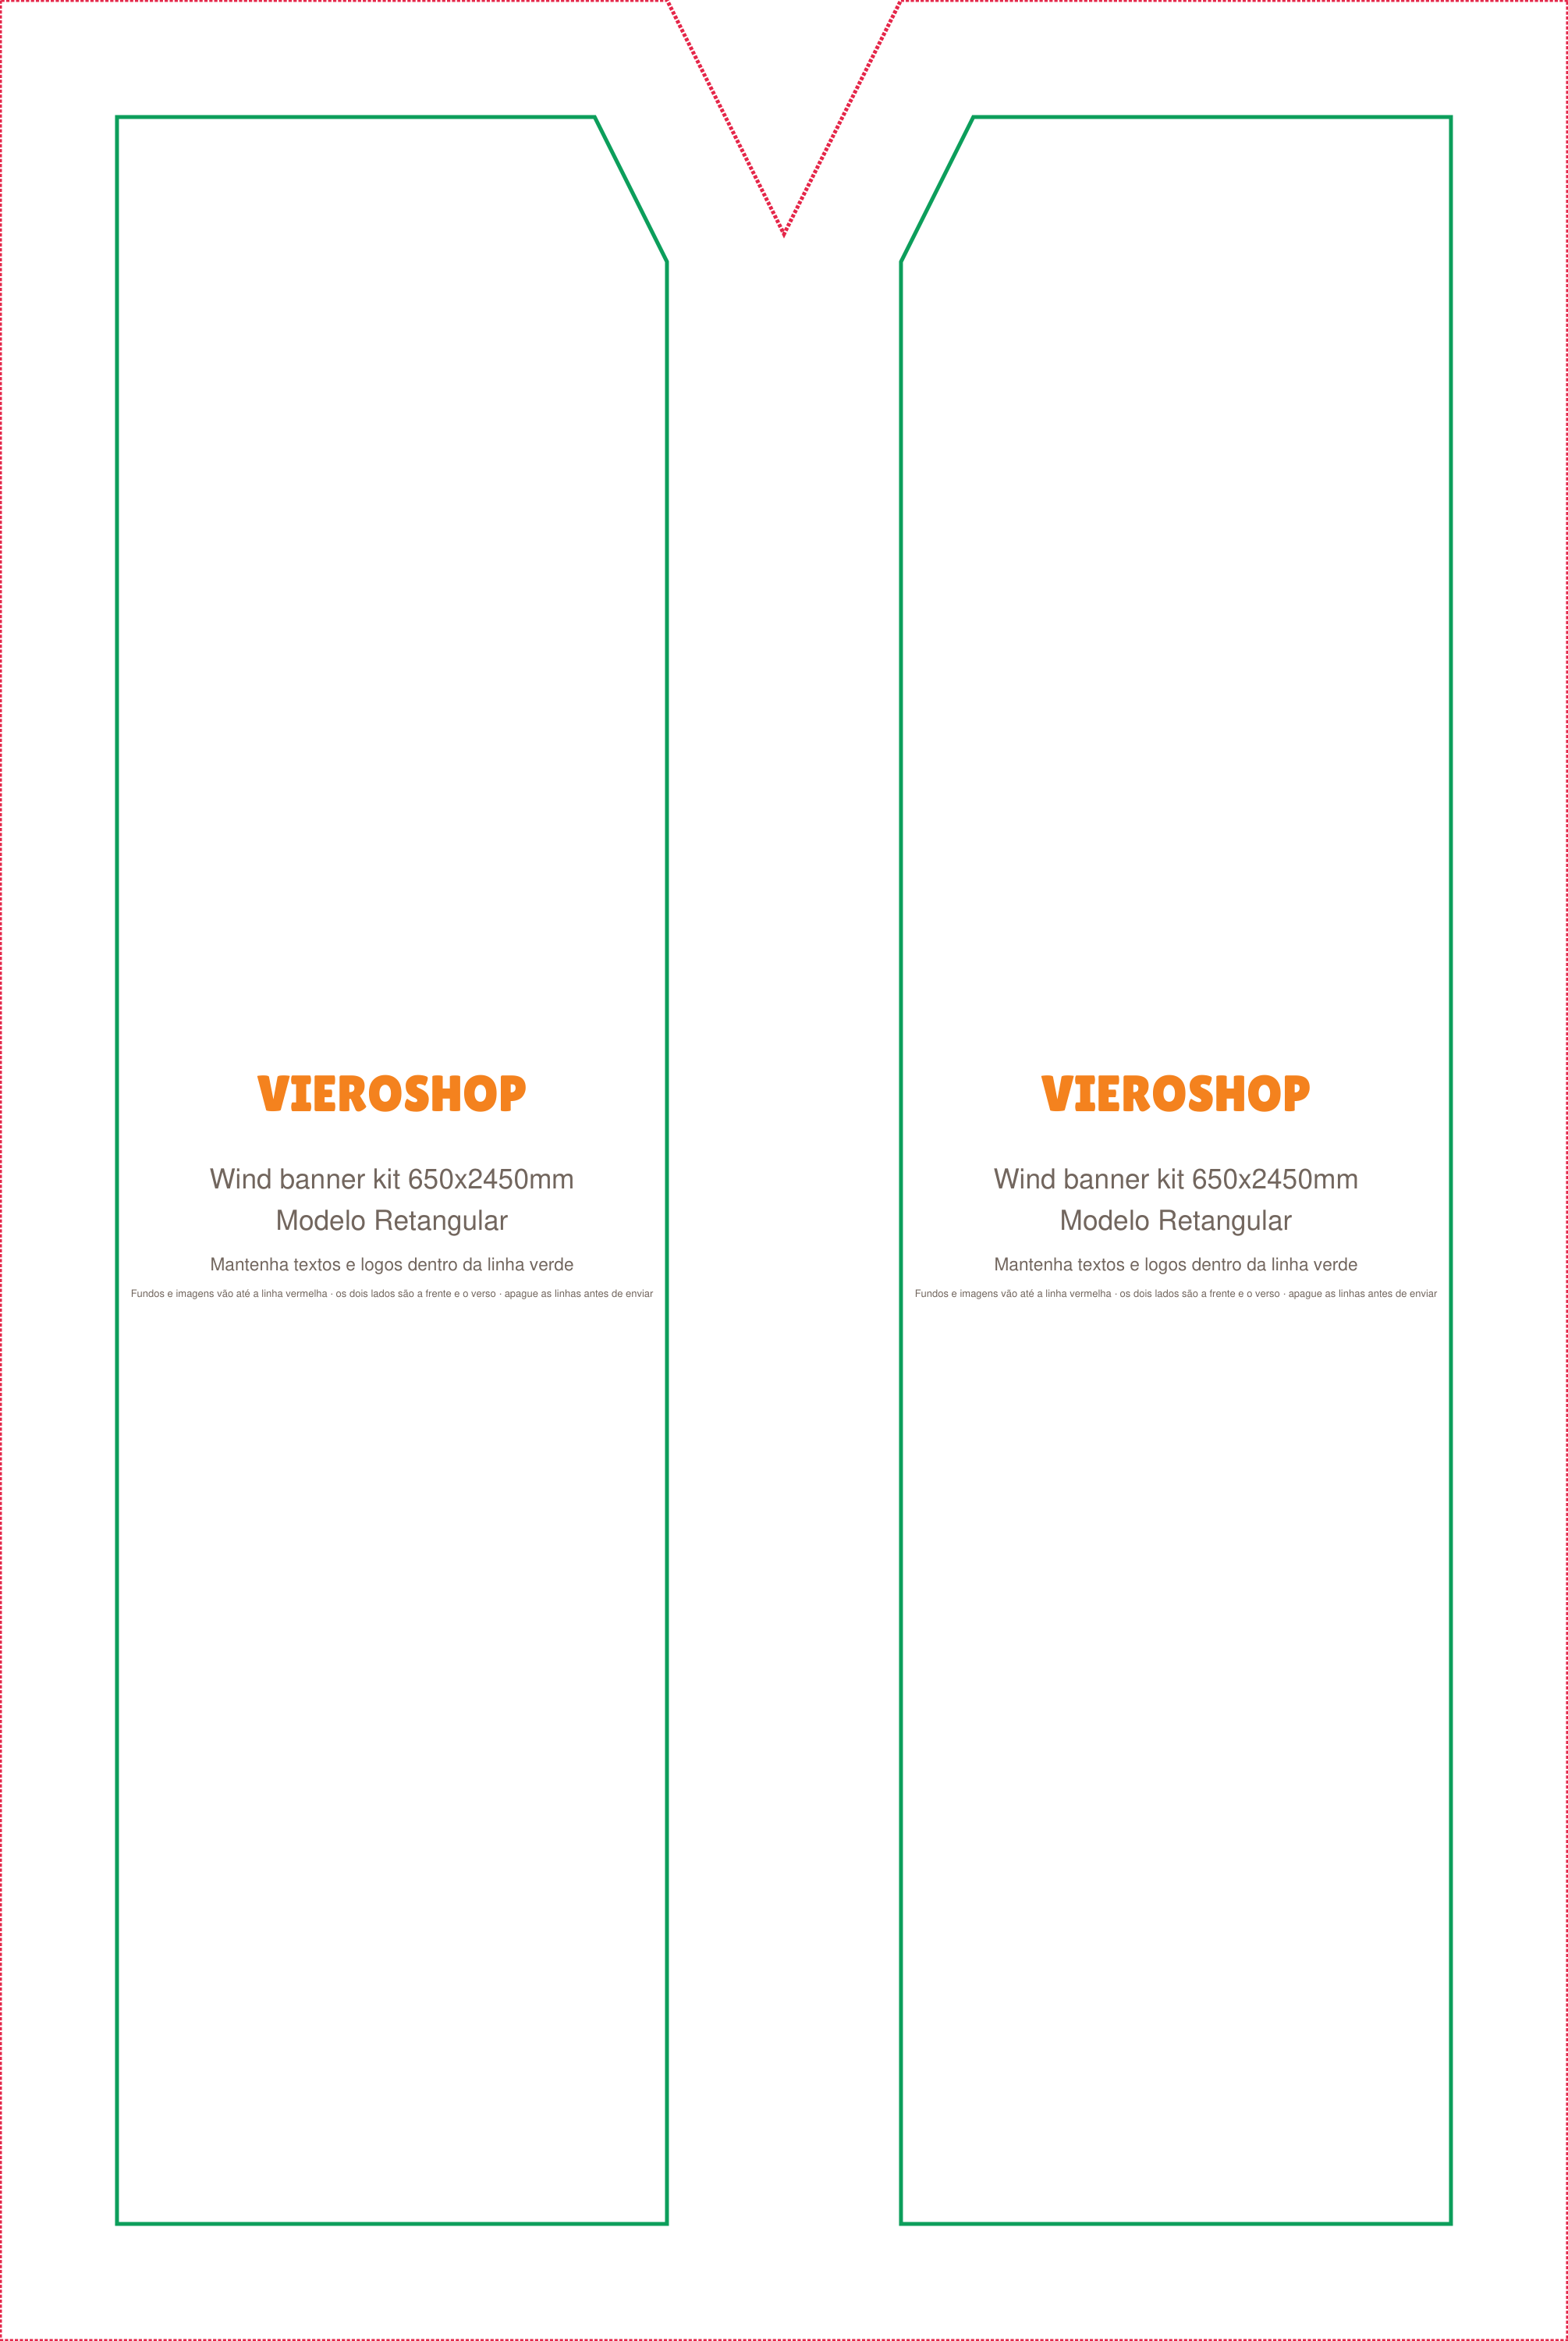 VIEROSHOP
Wind banner kit 650x2450mm
Modelo Retangular
Mantenha textos e logos dentro da linha verde
Fundos e imagens vão até a linha vermelha · os dois lados são a frente e o verso · apague as linhas antes de enviar
VIEROSHOP
Wind banner kit 650x2450mm
Modelo Retangular
Mantenha textos e logos dentro da linha verde
Fundos e imagens vão até a linha vermelha · os dois lados são a frente e o verso · apague as linhas antes de enviar